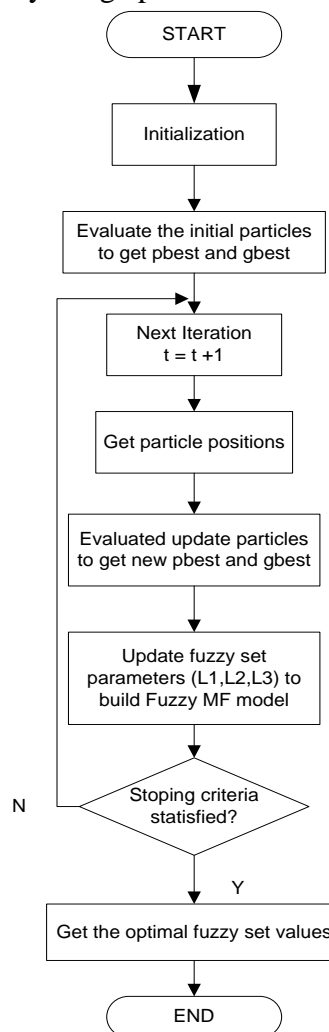 START
Initialization
Evaluate the initial particles
to get pbest and gbest
Next Iteration
t = t +1
Get particle positions
Evaluated update particles
to get new pbest and gbest
Update fuzzy set
parameters (L1,L2,L3) to
build Fuzzy MF model
Stoping criteria
statisfied?
N
Y
Get the optimal fuzzy set values
END